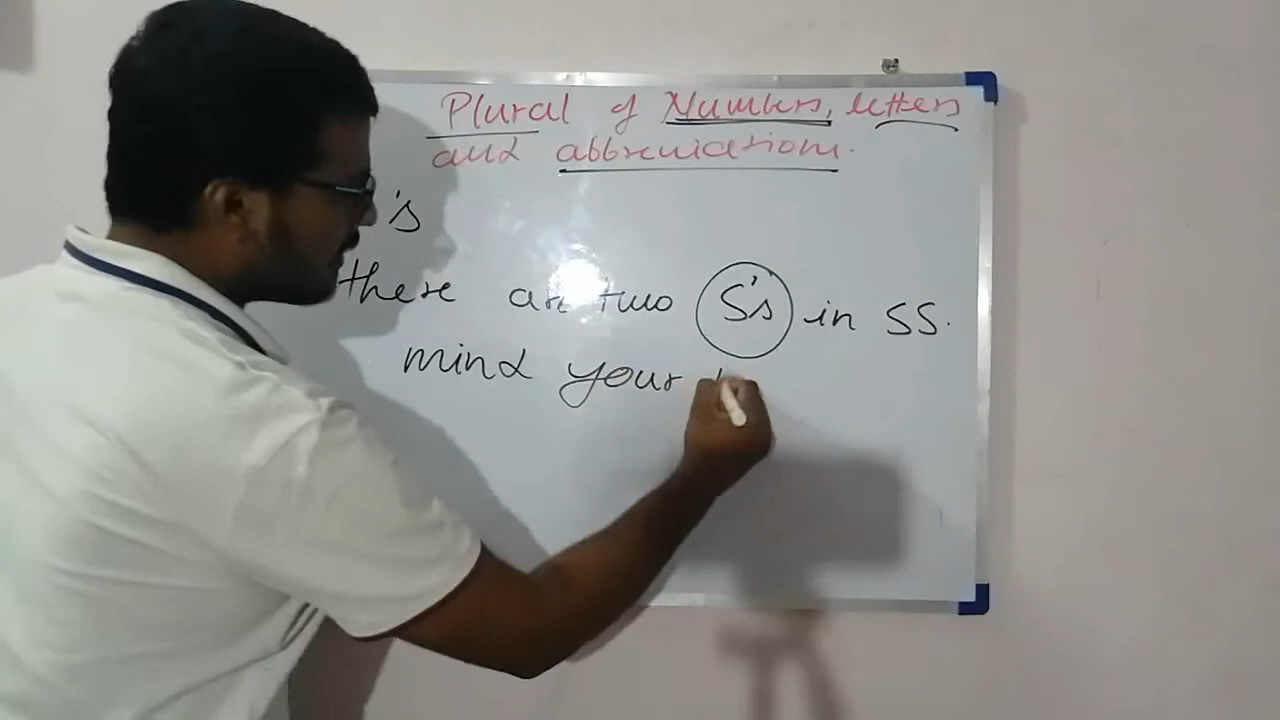 Plural of Numbers, letters
and abbreviations.
's
there are two S's in SS.
mind your